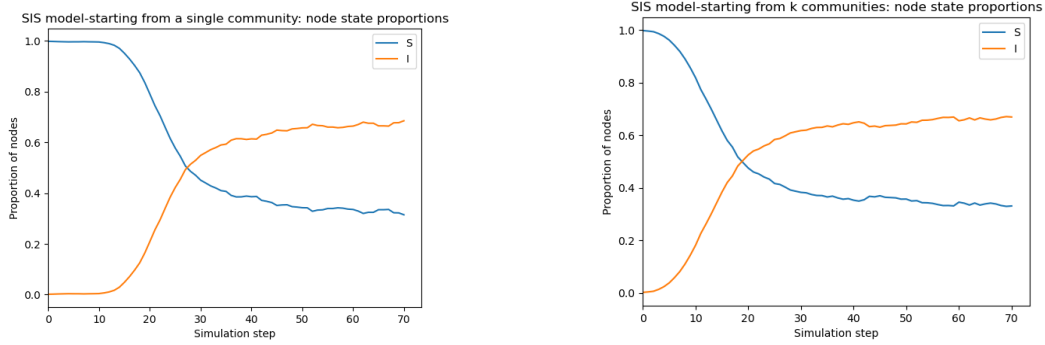 SIS model-starting from a single community: node state proportions
1.0
0.8
0.6
0.4
0.2
0.0
Proportion of nodes
S
I
0 10 20 30 40 50 60 70
Simulation step
SIS model-starting from k communities: node state proportions
1.0
0.8
0.6
0.4
0.2
0.0
Proportion of nodes
S
I
0 10 20 30 40 50 60 70
Simulation step